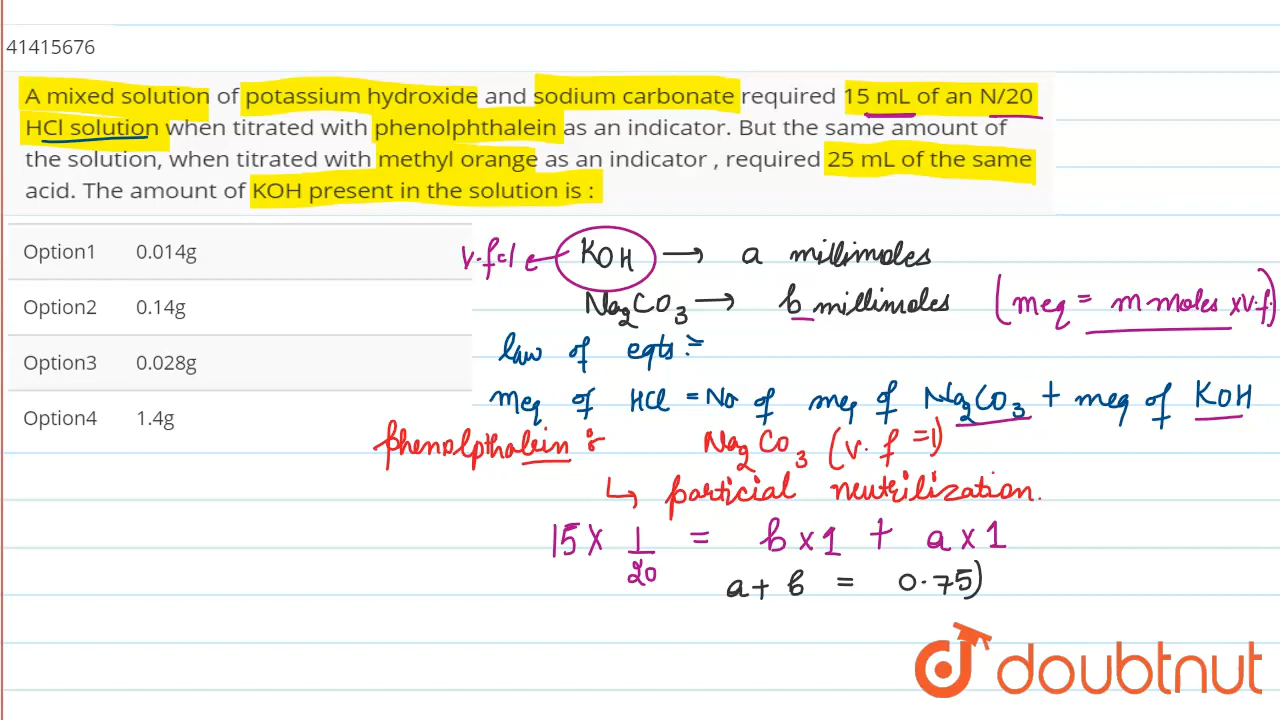 41415676
A mixed solution of potassium hydroxide and sodium carbonate required 15 mL of an N/20
HCl solution when titrated with phenolphthalein as an indicator. But the same amount of
the solution, when titrated with methyl orange as an indicator , required 25 mL of the same
acid. The amount of KOH present in the solution is :
Option1 0.014g
Option2 0.14g
Option3 0.028g
Option4 1.4g
v.f=1 ← KOH → a millimoles
Na2CO3 → b millimoles (meq = m moles x v.f)
law of eqts :-
meq of HCl = No of meq of Na2CO3 + meq of KOH
phenolpthalein :- Na2CO3 (v.f =1)
↳ particial neutrilization.
15 x 1/20 = b x 1 + a x 1
a + b = 0.75)
doubtnut